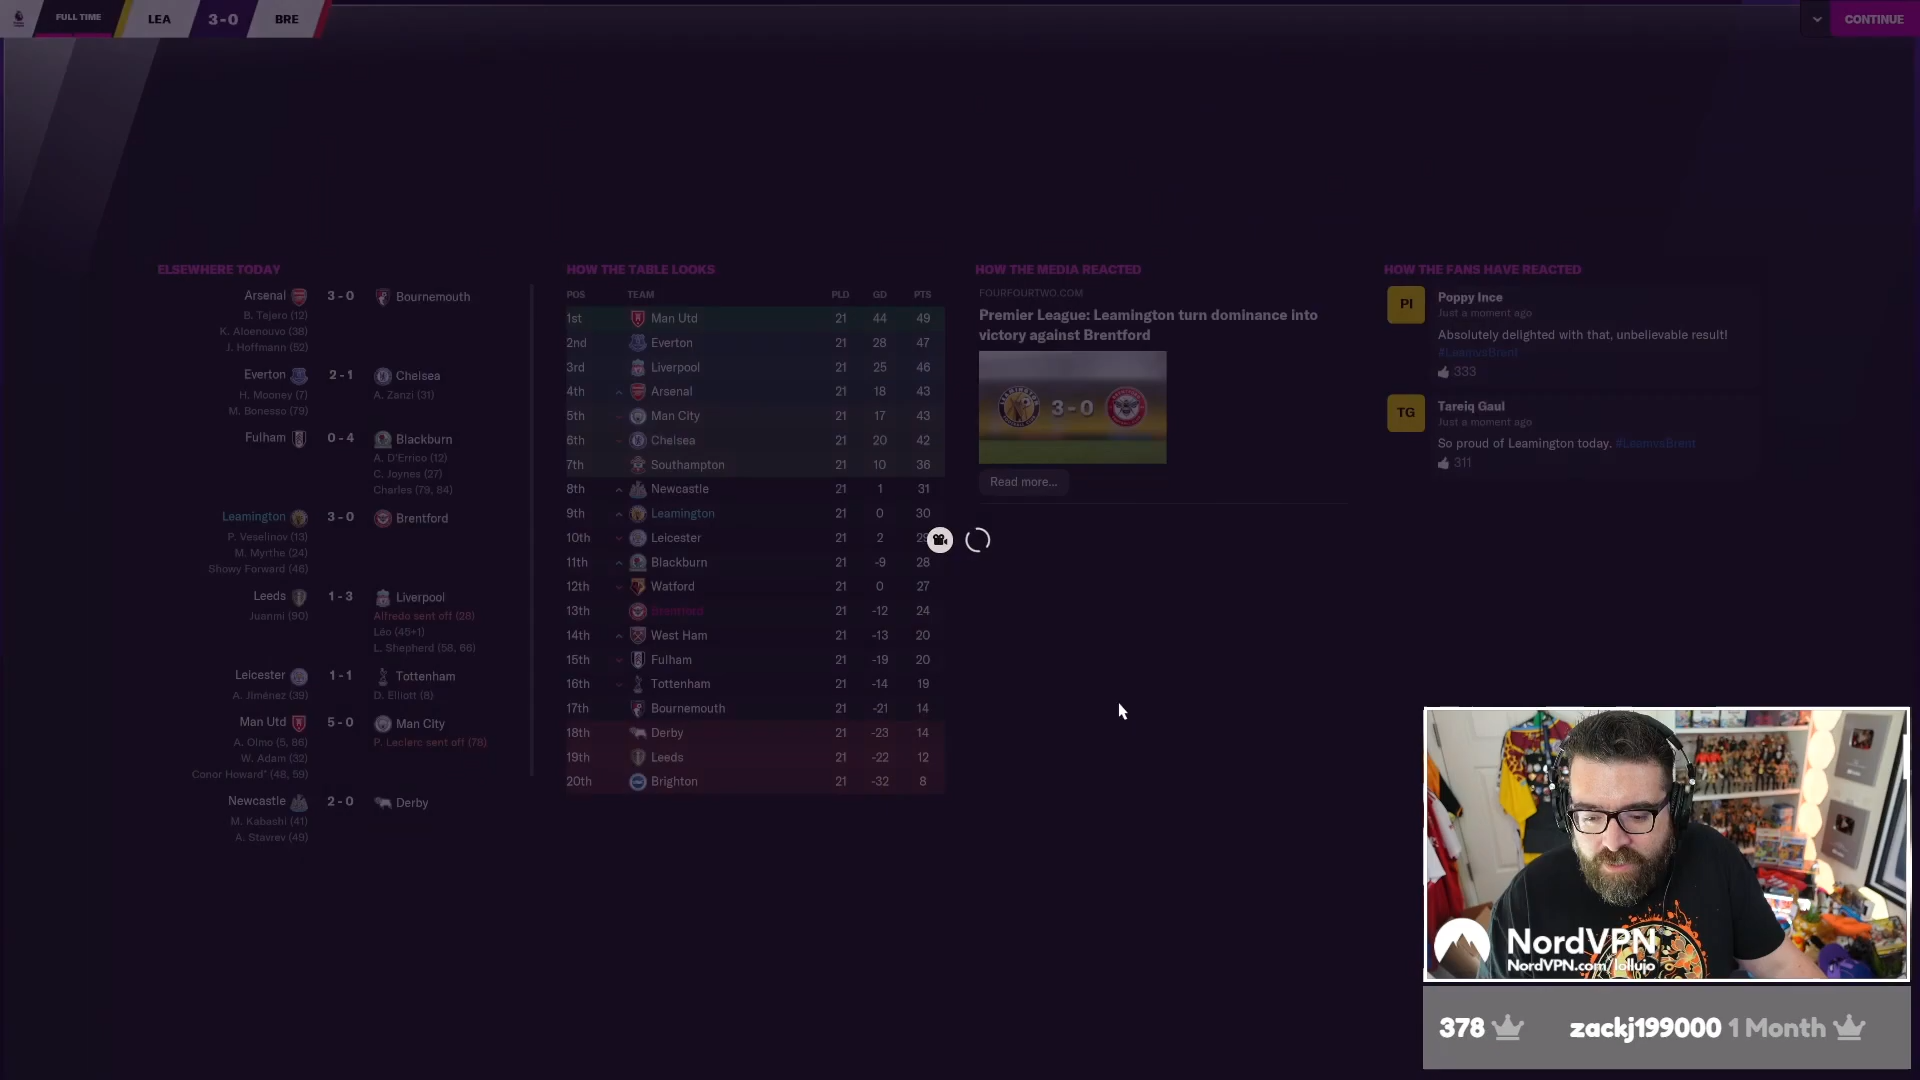 FULL TIME LEA 3-0 BRE
CONTINUE
ELSEWHERE TODAY
Arsenal 3 - 0 Bournemouth
B. Tejero (12)
K. Aloenouvo (38)
J. Hoffmann (52)
Everton 2 - 1 Chelsea
H. Mooney (7) A. Zanzi (31)
M. Bonesso (79)
Fulham 0 - 4 Blackburn
A. D'Errico (12)
C. Joynes (27)
Charles (79, 84)
Leamington 3 - 0 Brentford
P. Veselinov (13)
M. Myrthe (24)
Showy Forward (46)
Leeds 1 - 3 Liverpool
Juanmi (90) Alfredo sent off (28)
Léo (45+1)
L. Shepherd (58, 66)
Leicester 1 - 1 Tottenham
A. Jiménez (39) D. Elliott (8)
Man Utd 5 - 0 Man City
A. Olmo (5, 86) P. Leclerc sent off (78)
W. Adam (32)
Conor Howard* (48, 59)
Newcastle 2 - 0 Derby
M. Kabashi (41)
A. Stavrev (49)
HOW THE TABLE LOOKS
POS TEAM PLD GD PTS
1st Man Utd 21 44 49
2nd Everton 21 28 47
3rd Liverpool 21 25 46
4th Arsenal 21 18 43
5th Man City 21 17 43
6th Chelsea 21 20 42
7th Southampton 21 10 36
8th Newcastle 21 1 31
9th Leamington 21 0 30
10th Leicester 21 2
11th Blackburn 21 -9 28
12th Watford 21 0 27
13th Brentford 21 -12 24
14th West Ham 21 -13 20
15th Fulham 21 -19 20
16th Tottenham 21 -14 19
17th Bournemouth 21 -21 14
18th Derby 21 -23 14
19th Leeds 21 -22 12
20th Brighton 21 -32 8
HOW THE MEDIA REACTED
FOURFOURTWO.COM
Premier League: Leamington turn dominance into
victory against Brentford
3-0
Read more...
HOW THE FANS HAVE REACTED
PI Poppy Ince
Just a moment ago
Absolutely delighted with that, unbelievable result!
#LeamvsBrent
333
TG Tareiq Gaul
Just a moment ago
So proud of Leamington today. #LeamvsBrent
311
NordVPN
NordVPN.com/lollujo
378 zackj199000 1 Month